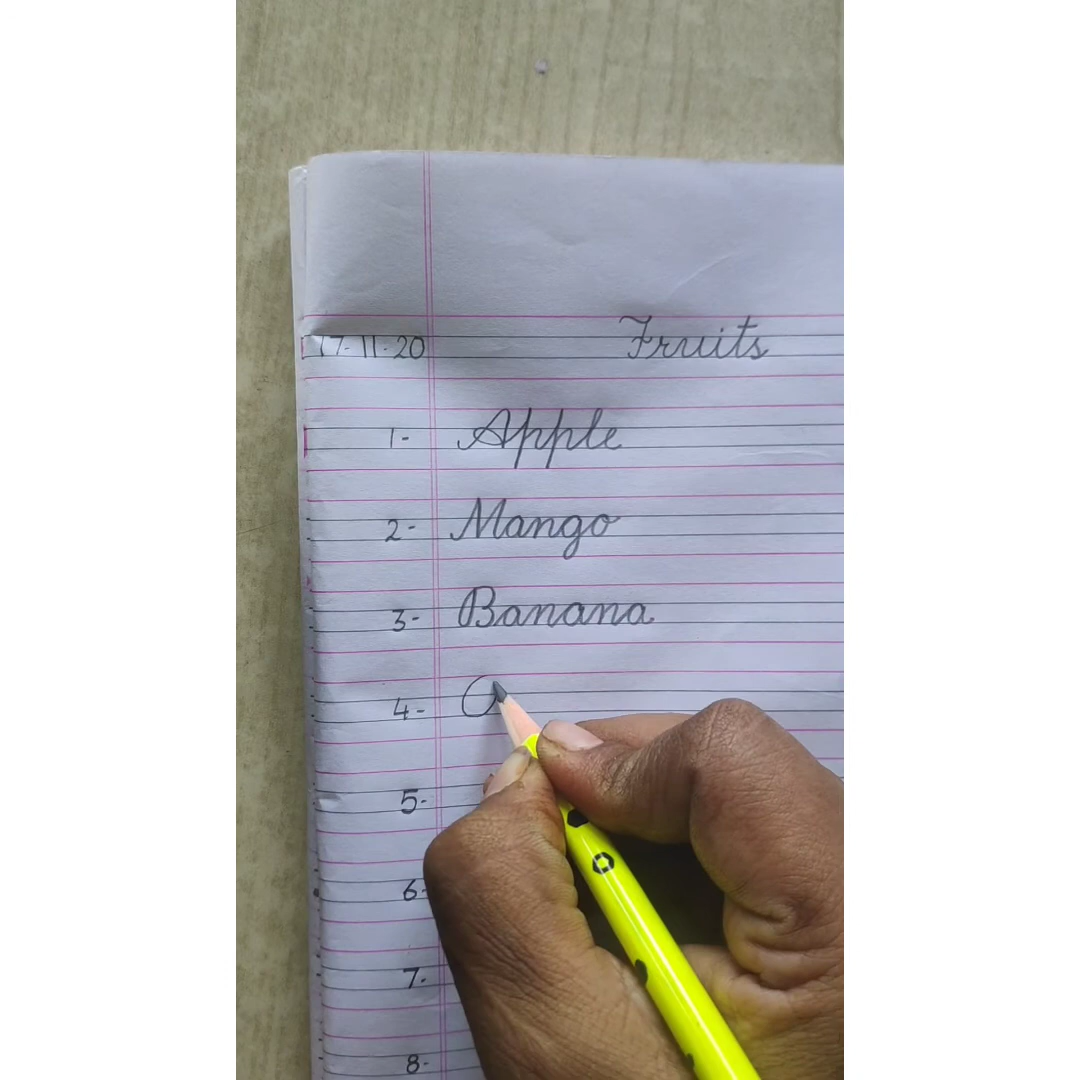 17-11-20 Fruits
1- Apple
2- Mango
3- Banana
4-
5-
6-
7-
8-